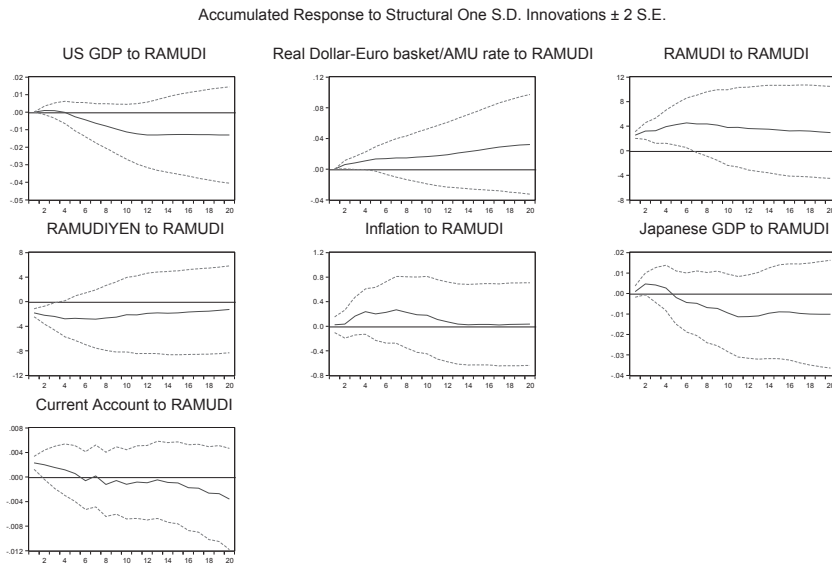 Accumulated Response to Structural One S.D. Innovations ± 2 S.E.
US GDP to RAMUDI
.02
.01
.00
-.01
-.02
-.03
-.04
-.05
2 4 6 8 10 12 14 16 18 20
Real Dollar-Euro basket/AMU rate to RAMUDI
.12
.08
.04
.00
-.04
2 4 6 8 10 12 14 16 18 20
RAMUDI to RAMUDI
12
8
4
0
-4
-8
2 4 6 8 10 12 14 16 18 20
RAMUDIYEN to RAMUDI
8
4
0
-4
-8
-12
2 4 6 8 10 12 14 16 18 20
Inflation to RAMUDI
1.2
0.8
0.4
0.0
-0.4
-0.8
2 4 6 8 10 12 14 16 18 20
Japanese GDP to RAMUDI
.02
.01
.00
-.01
-.02
-.03
-.04
2 4 6 8 10 12 14 16 18 20
Current Account to RAMUDI
.008
.004
.000
-.004
-.008
-.012
2 4 6 8 10 12 14 16 18 20